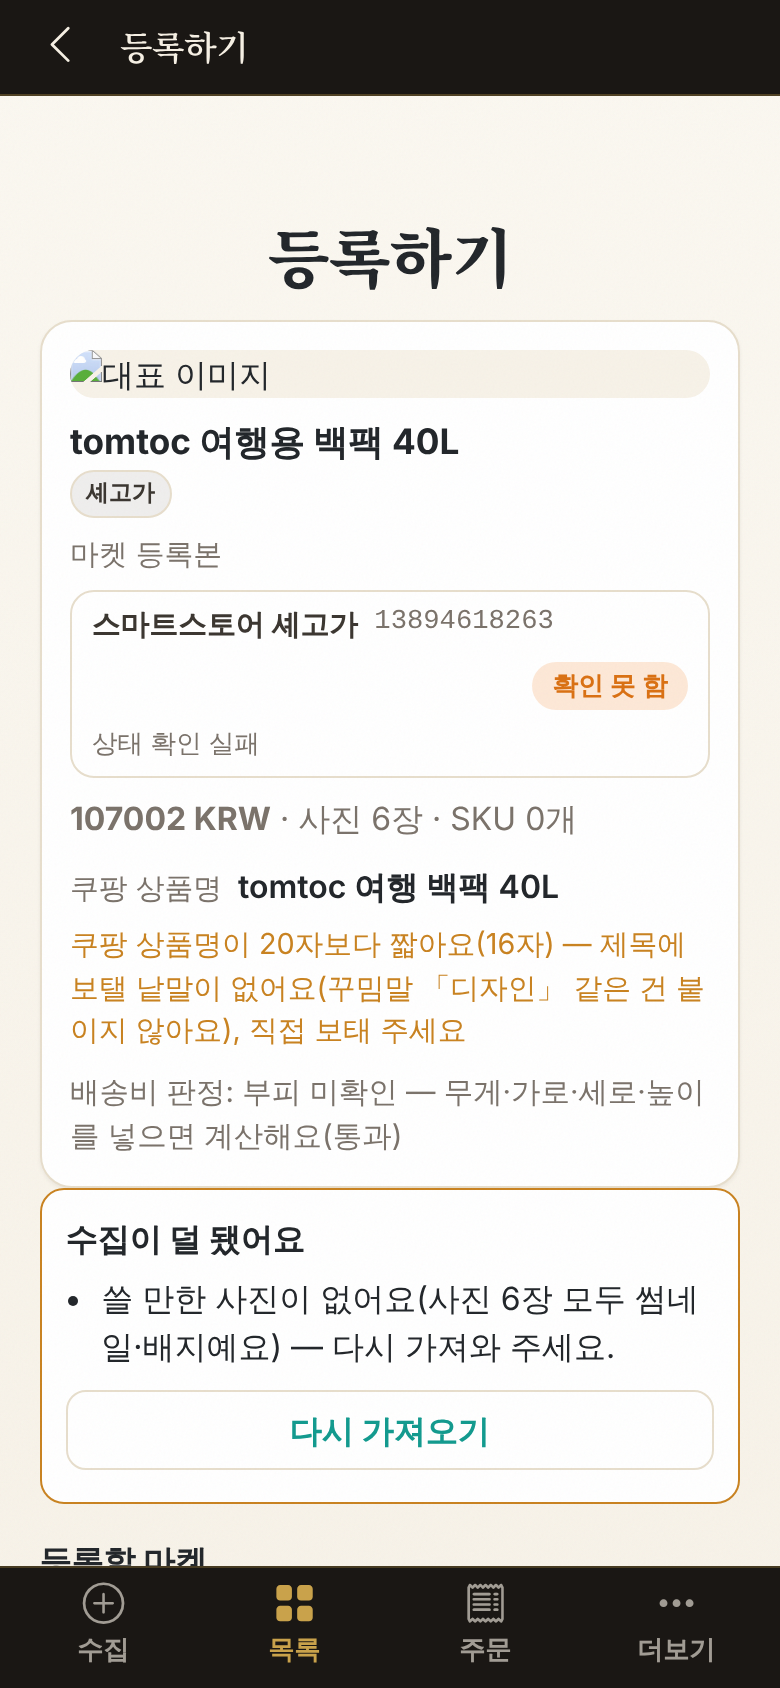 등록하기
등록하기
대표 이미지
tomtoc 여행용 백팩 40L
셰고가
마켓 등록본
스마트스토어 셰고가 13894618263
확인 못 함
상태 확인 실패
107002 KRW · 사진 6장 · SKU 0개
쿠팡 상품명 tomtoc 여행 백팩 40L
쿠팡 상품명이 20자보다 짧아요(16자) — 제목에
보탤 낱말이 없어요(꾸밈말 「디자인」 같은 건 붙
이지 않아요), 직접 보태 주세요
배송비 판정: 부피 미확인 — 무게·가로·세로·높이
를 넣으면 계산해요(통과)
수집이 덜 됐어요
• 쓸 만한 사진이 없어요(사진 6장 모두 썸네
일·배지예요) — 다시 가져와 주세요.
다시 가져오기
등록할 마켓
수집
목록
주문
더보기